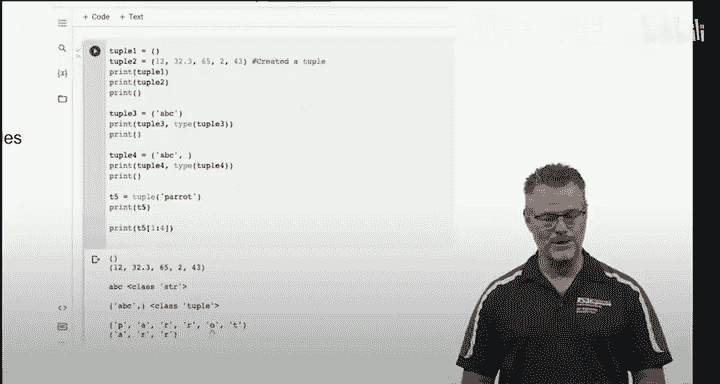 + Code + Text
tuple1 = ()
tuple2 = (12, 32.3, 65, 2, 43) #Created a tuple
print(tuple1)
print(tuple2)
print()
tuple3 = ('abc')
print(tuple3, type(tuple3))
print()
es
tuple4 = ('abc', )
print(tuple4, type(tuple4))
print()
t5 = tuple('parrot')
print(t5)
print(t5[1:4])
()
(12, 32.3, 65, 2, 43)
abc <class 'str'>
('abc',) <class 'tuple'>
('p', 'a', 'r', 'r', 'o', 't')
('a', 'r', 'r')